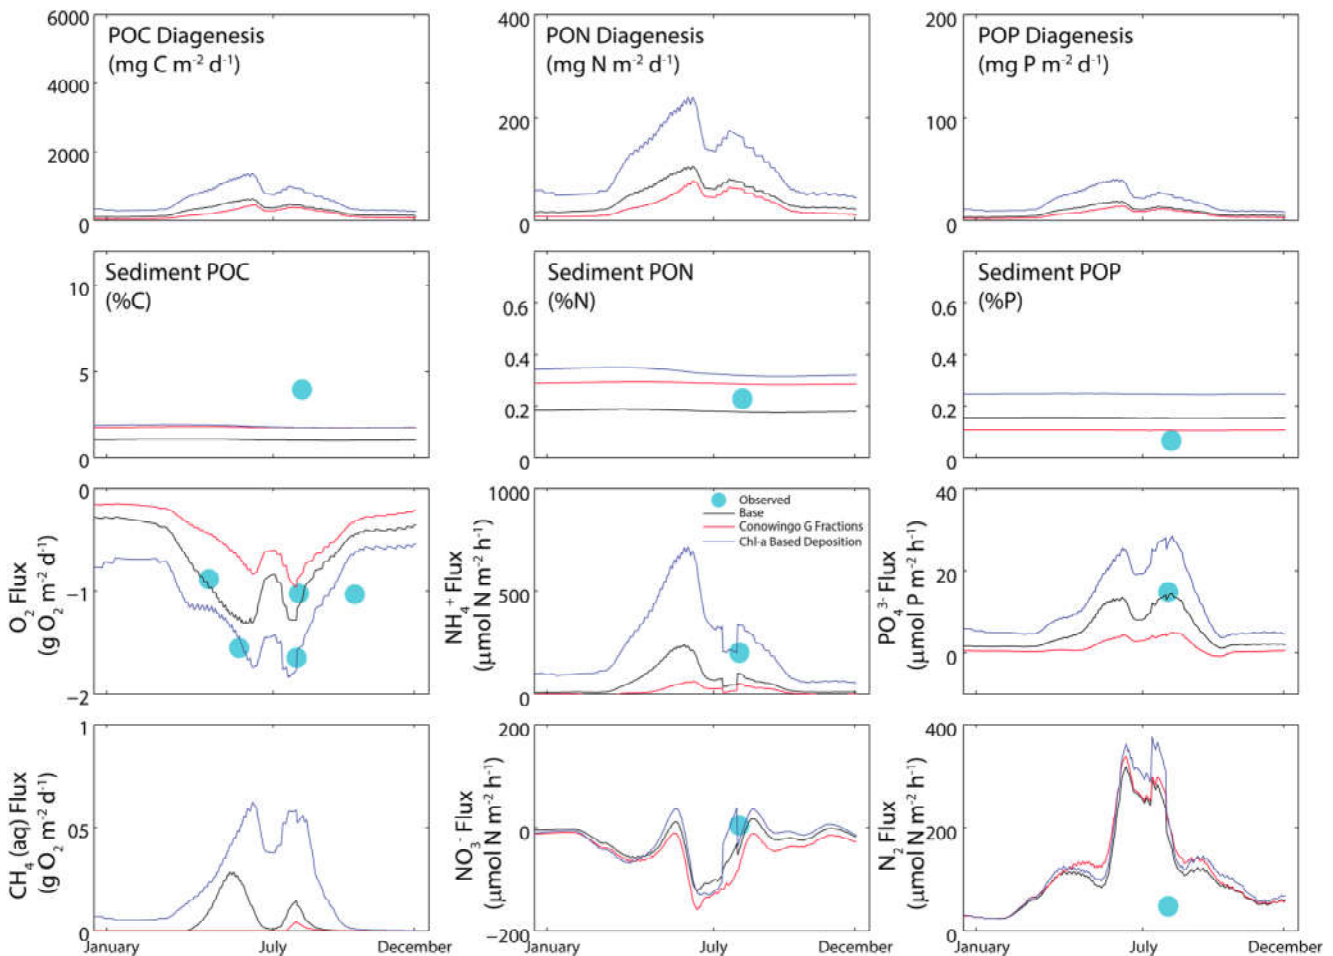 6000
4000
2000
0
POC Diagenesis
(mg C m⁻² d⁻¹)
400
200
0
PON Diagenesis
(mg N m⁻² d⁻¹)
200
100
0
POP Diagenesis
(mg P m⁻² d⁻¹)
10
5
0
Sediment POC
(%C)
0.6
0.4
0.2
0
Sediment PON
(%N)
0.6
0.4
0.2
0
Sediment POP
(%P)
0
−1
−2
O₂ Flux
(g O₂ m⁻² d⁻¹)
1000
500
0
NH₄⁺ Flux
(μmol N m⁻² h⁻¹)
Observed
Base
Conowingo G Fractions
Chl-a Based Deposition
40
20
0
PO₄³⁻ Flux
(μmol P m⁻² h⁻¹)
1
05
0
CH₄ (aq) Flux
(g O₂ m⁻² d⁻¹)
January
July
December
200
0
−200
NO₃⁻ Flux
(μmol N m⁻² h⁻¹)
January
July
December
400
200
0
N₂ Flux
(μmol N m⁻² h⁻¹)
January
July
December